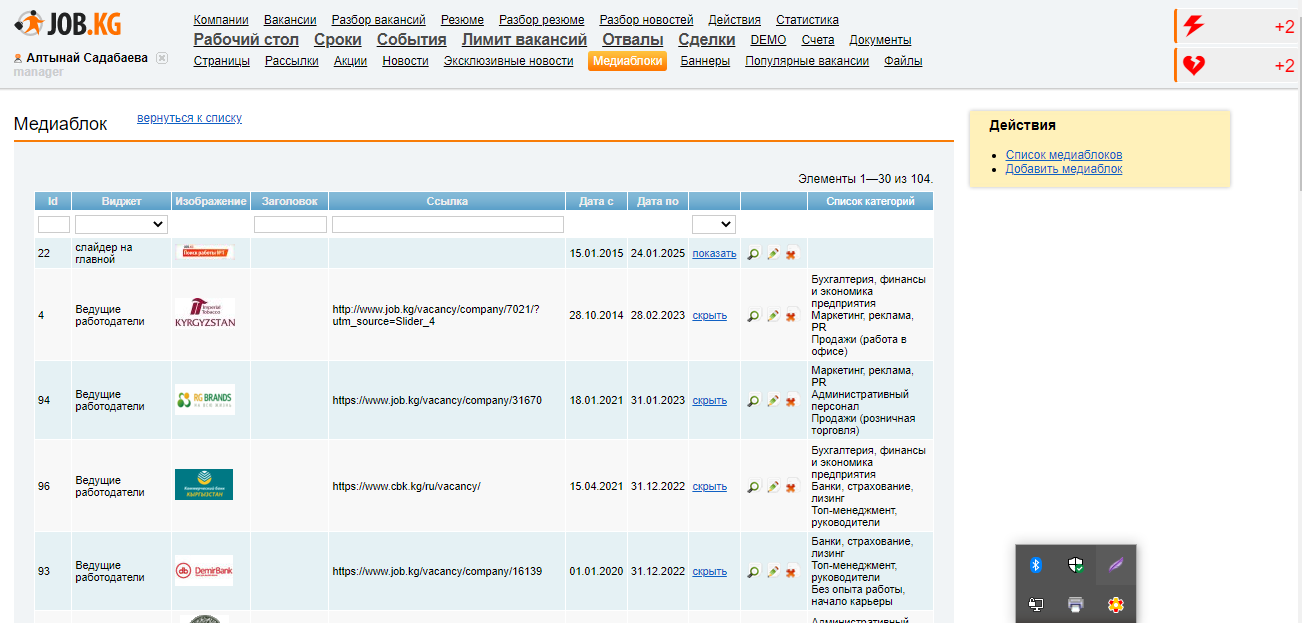 JOB.KG
Компании Вакансии Разбор вакансий Резюме Разбор резюме Разбор новостей Действия Статистика
Рабочий стол Сроки События Лимит вакансий Отвалы Сделки DEMO Счета Документы
Страницы Рассылки Акции Новости Эксклюзивные новости Медиаблоки Баннеры Популярные вакансии Файлы
Алтынай Садабаева
manager
+2
+2
Медиаблок вернуться к списку
Действия
Список медиаблоков
Добавить медиаблок
Элементы 1—30 из 104.
Id Виджет Изображение Заголовок Ссылка Дата с Дата по Список категорий
22 слайдер на главной Поиск работы №1 15.01.2015 24.01.2025 показать
4 Ведущие работодатели Imperial Tobacco KYRGYZSTAN http://www.job.kg/vacancy/company/7021/?utm_source=Slider_4 28.10.2014 28.02.2023 скрыть
Бухгалтерия, финансы
и экономика
предприятия
Маркетинг, реклама,
PR
Продажи (работа в
офисе)
94 Ведущие работодатели RG BRANDS https://www.job.kg/vacancy/company/31670 18.01.2021 31.01.2023 скрыть
Маркетинг, реклама,
PR
Административный
персонал
Продажи (розничная
торговля)
96 Ведущие работодатели КЫРГЫЗСТАН https://www.cbk.kg/ru/vacancy/ 15.04.2021 31.12.2022 скрыть
Бухгалтерия, финансы
и экономика
предприятия
Банки, страхование,
лизинг
Топ-менеджмент,
руководители
93 Ведущие работодатели DemirBank https://www.job.kg/vacancy/company/16139 01.01.2020 31.12.2022 скрыть
Банки, страхование,
лизинг
Топ-менеджмент,
руководители
Без опыта работы,
начало карьеры
Административный